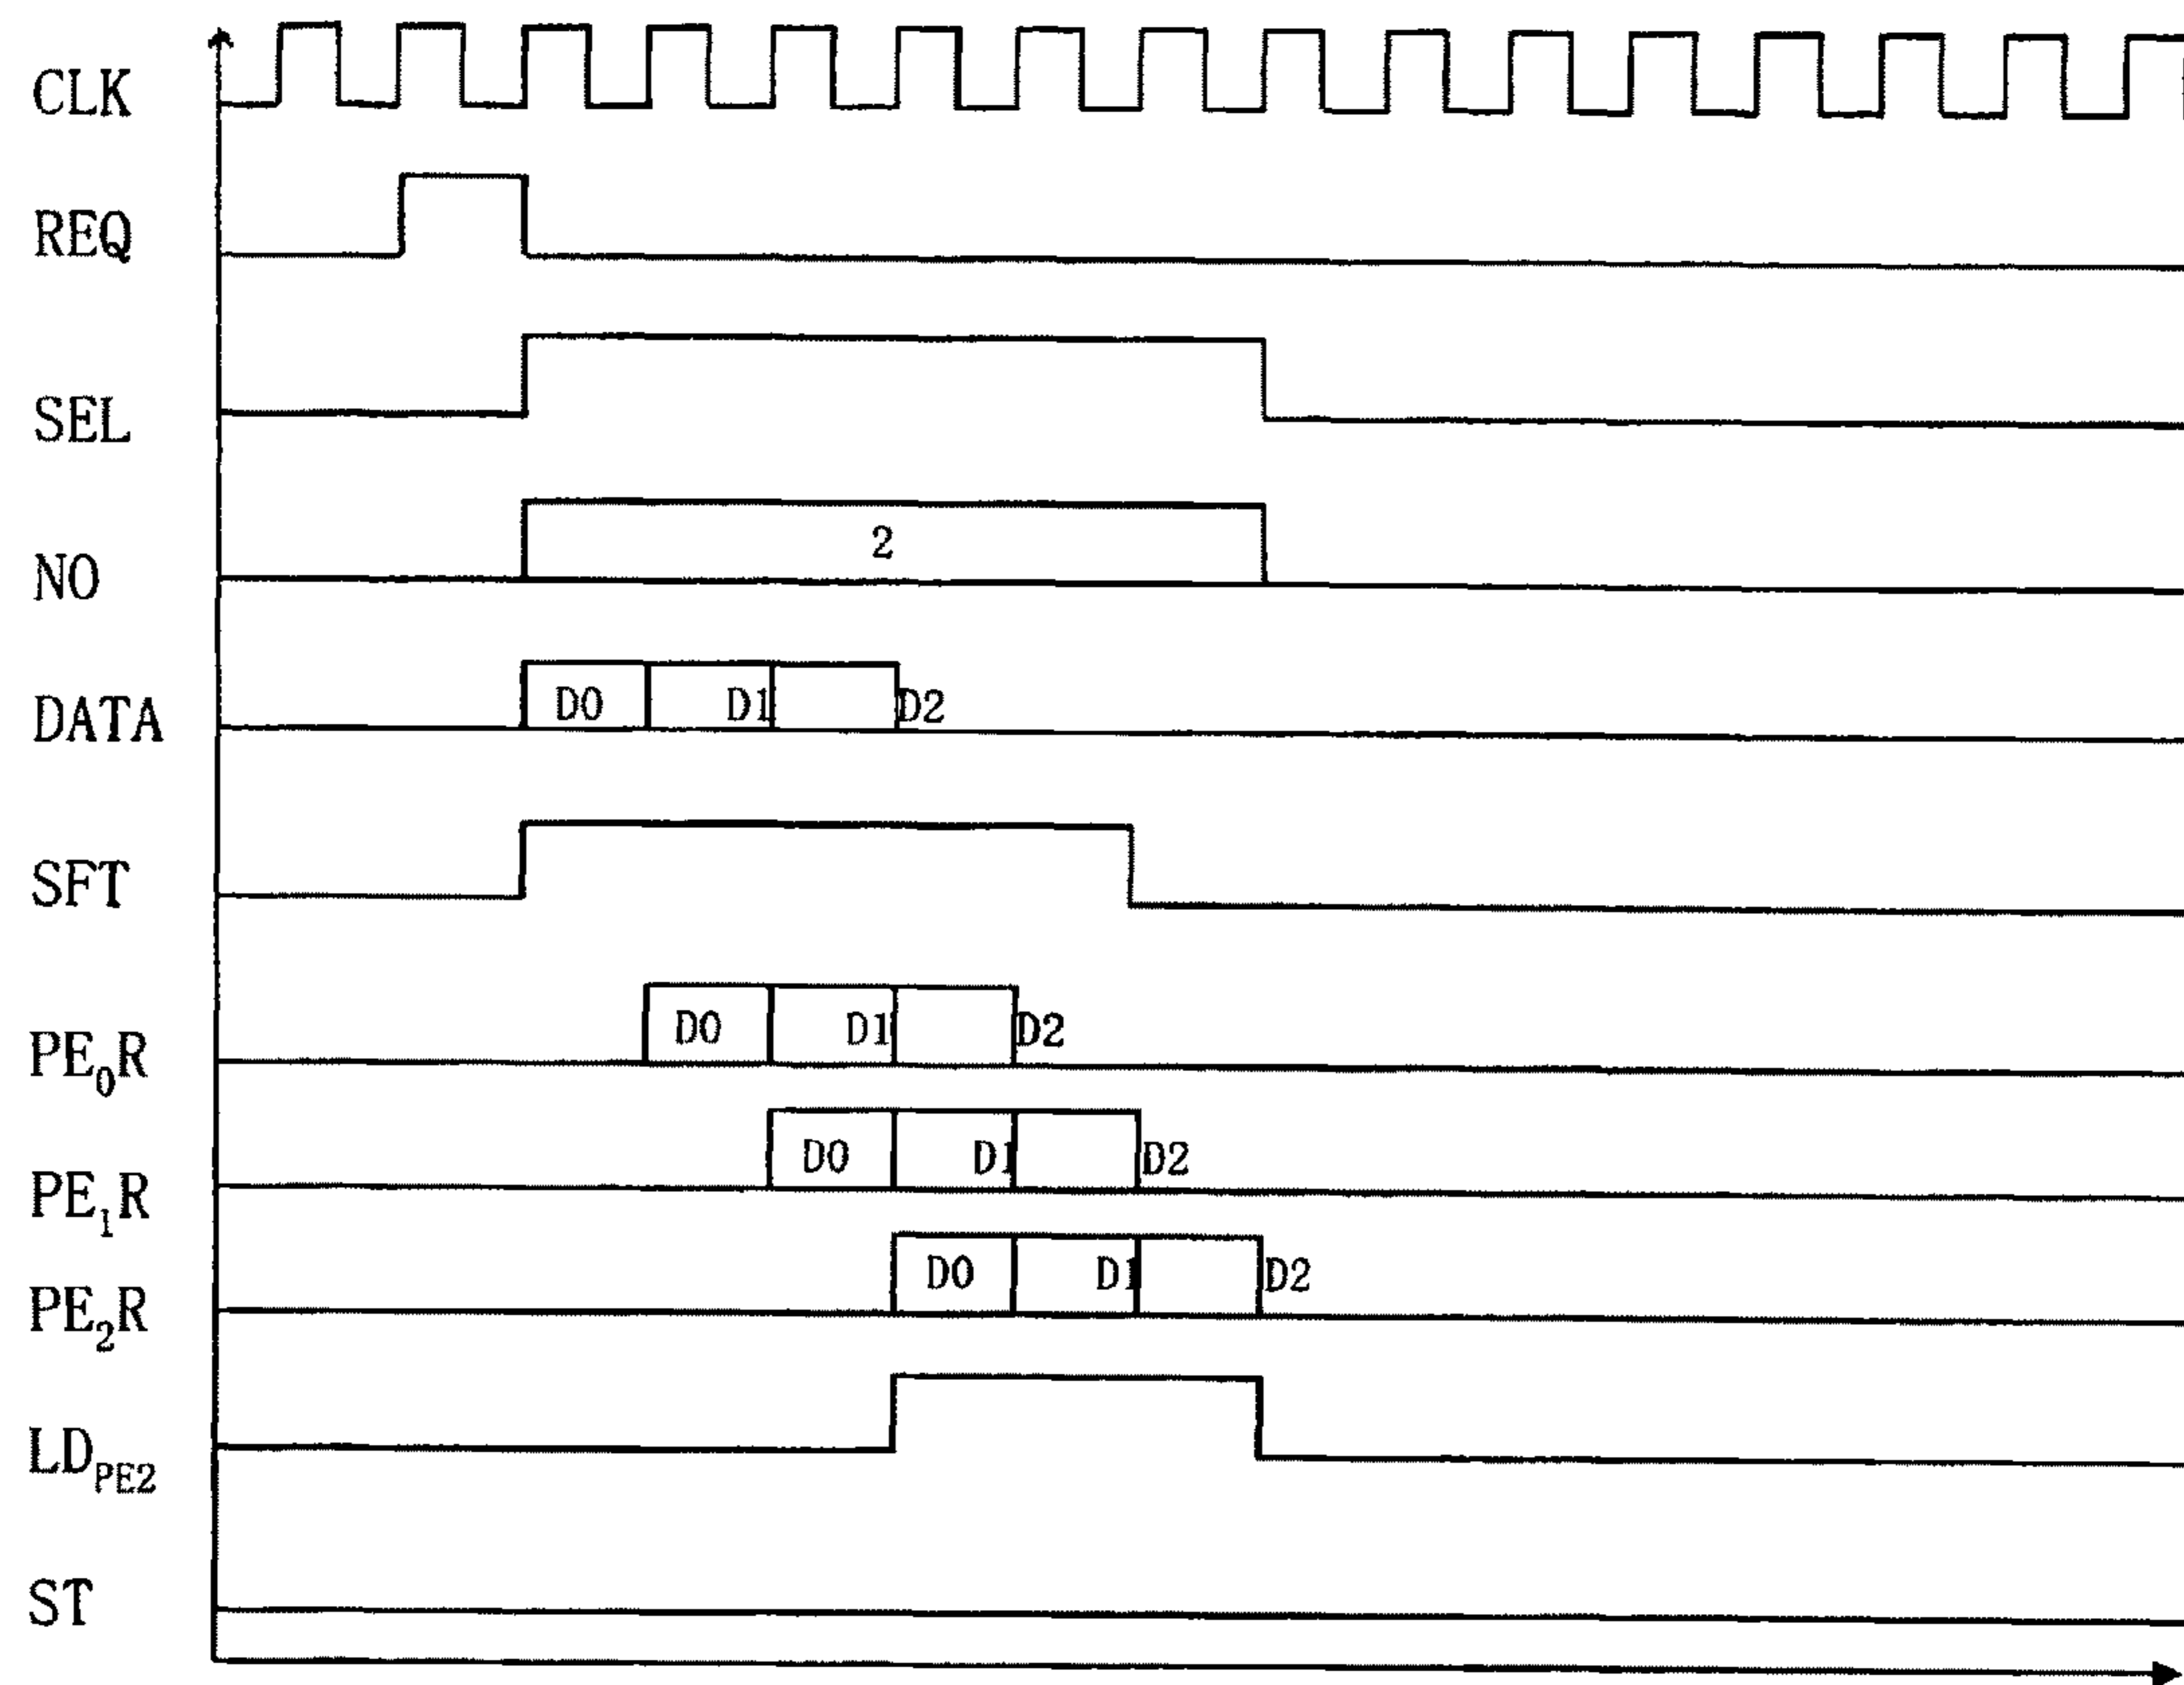 CLK
REQ
SEL
NO 2
DATA D0 D1 D2
SFT
PE0R D0 D1 D2
PE1R D0 D1 D2
PE2R D0 D1 D2
LDPE2
ST